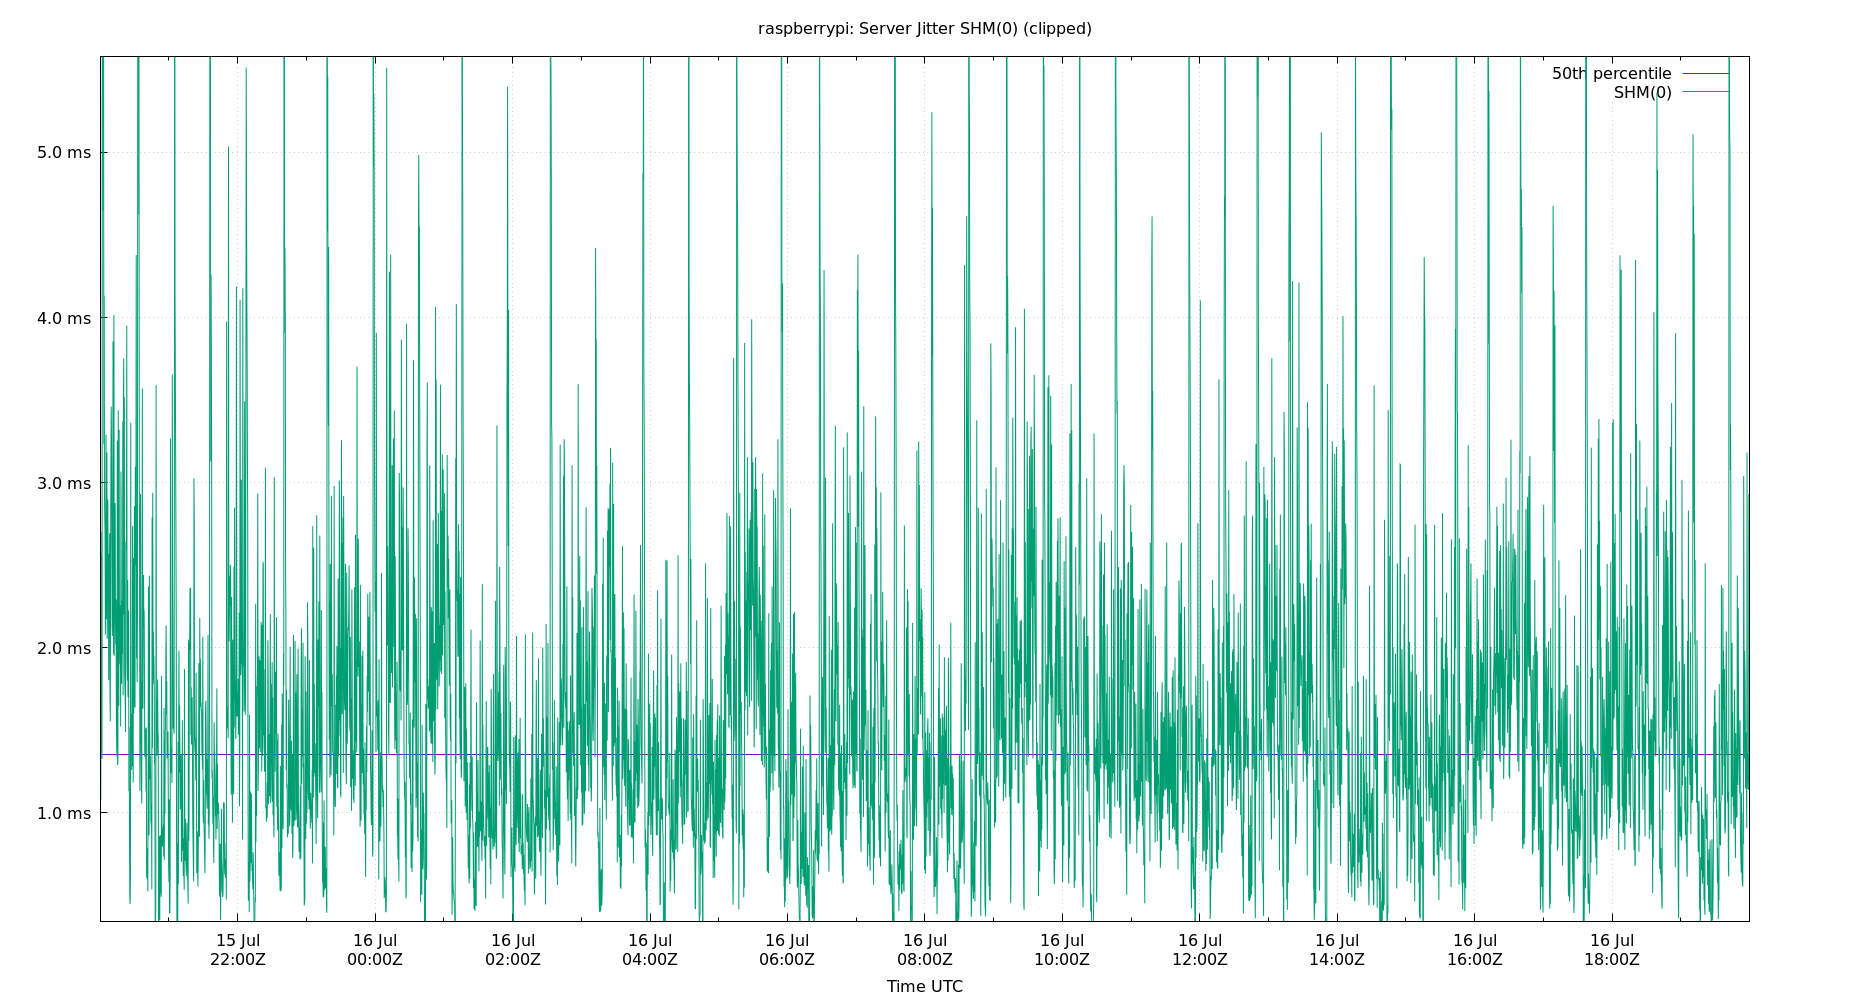 raspberrypi: Server Jitter SHM(0) (clipped)
50th percentile
SHM(0)
5.0 ms
4.0 ms
3.0 ms
2.0 ms
1.0 ms
15 Jul 16 Jul 16 Jul 16 Jul 16 Jul 16 Jul 16 Jul 16 Jul 16 Jul 16 Jul 16 Jul
22:00Z 00:00Z 02:00Z 04:00Z 06:00Z 08:00Z 10:00Z 12:00Z 14:00Z 16:00Z 18:00Z
Time UTC